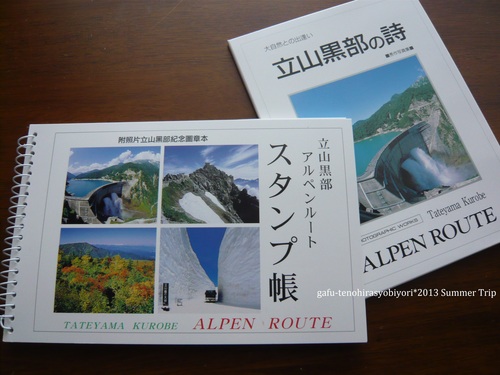 大自然との出逢い
立山黒部の詩
Tateyama Kurobe
PHOTOGRAPHIC WORKS
ALPEN ROUTE
附照片立山黒部紀念圖章本
立山黒部
アルペンルート
スタンプ帳
TATEYAMA KUROBE ALPEN ROUTE
gafu-tenohirasyobiyori*2013 Summer Trip